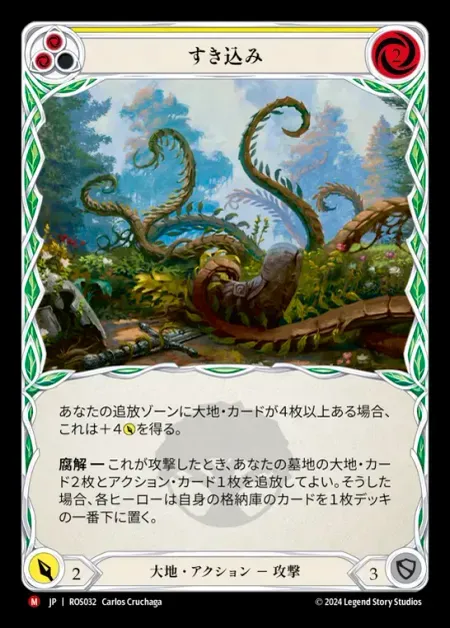 すき込み
2
あなたの追放ゾーンに大地・カードが4枚以上ある場合、
これは+4を得る。
腐解 ー これが攻撃したとき、あなたの墓地の大地・カー
ド2枚とアクション・カード1枚を追放してよい。そうした
場合、各ヒーローは自身の格納庫のカードを1枚デッキ
の一番下に置く。
2
大地・アクション ー 攻撃
3
M JP | ROS032 Carlos Cruchaga
© 2024 Legend Story Studios